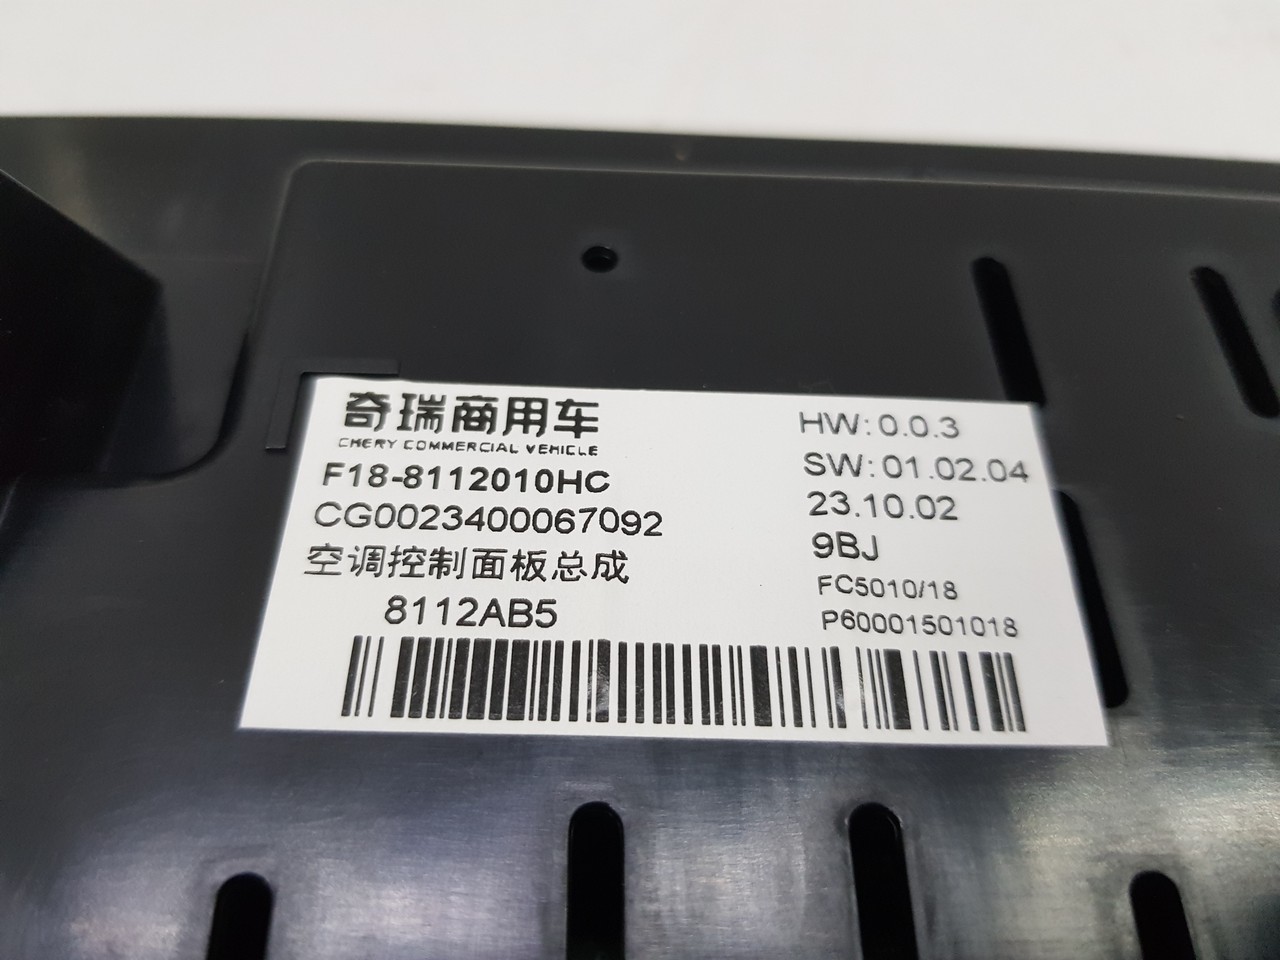 奇瑞商用车
CHERY COMMERCIAL VEHICLE
F18-8112010HC
CG0023400067092
空调控制面板总成
8112AB5
HW:0.0.3
SW:01.02.04
23.10.02
9BJ
FC5010/18
P60001501018